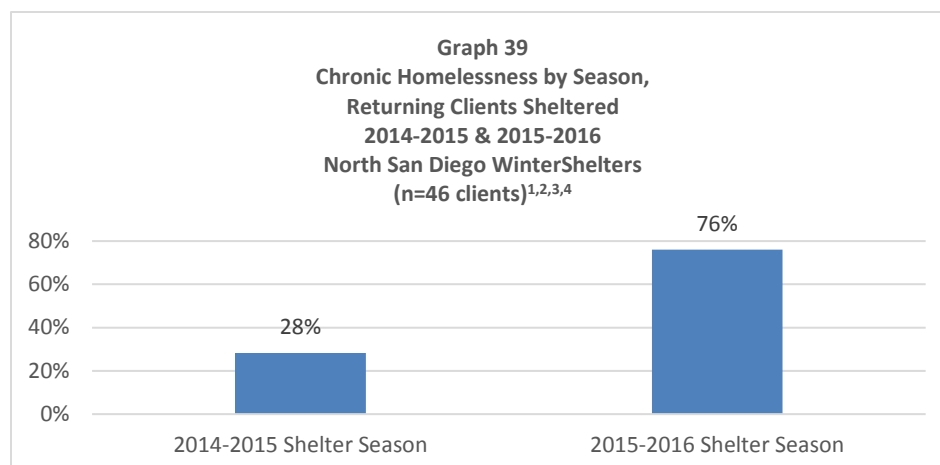 Graph 39
Chronic Homelessness by Season,
Returning Clients Sheltered
2014-2015 & 2015-2016
North San Diego WinterShelters
(n=46 clients)1,2,3,4
80%
60%
40%
20%
0%
28%
76%
2014-2015 Shelter Season
2015-2016 Shelter Season